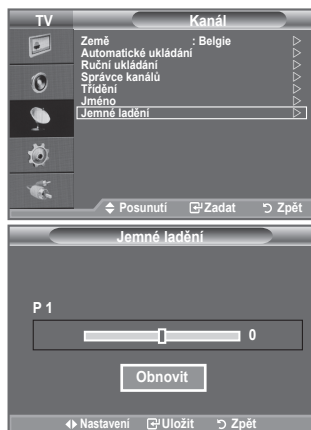 TV Kanál
Země : Belgie
Automatické ukládání
Ruční ukládání
Správce kanálů
Třídění
Jméno
Jemné ladění
Posunutí Zadat Zpět
Jemné ladění
P 1
0
Obnovit
Nastavení Uložit Zpět